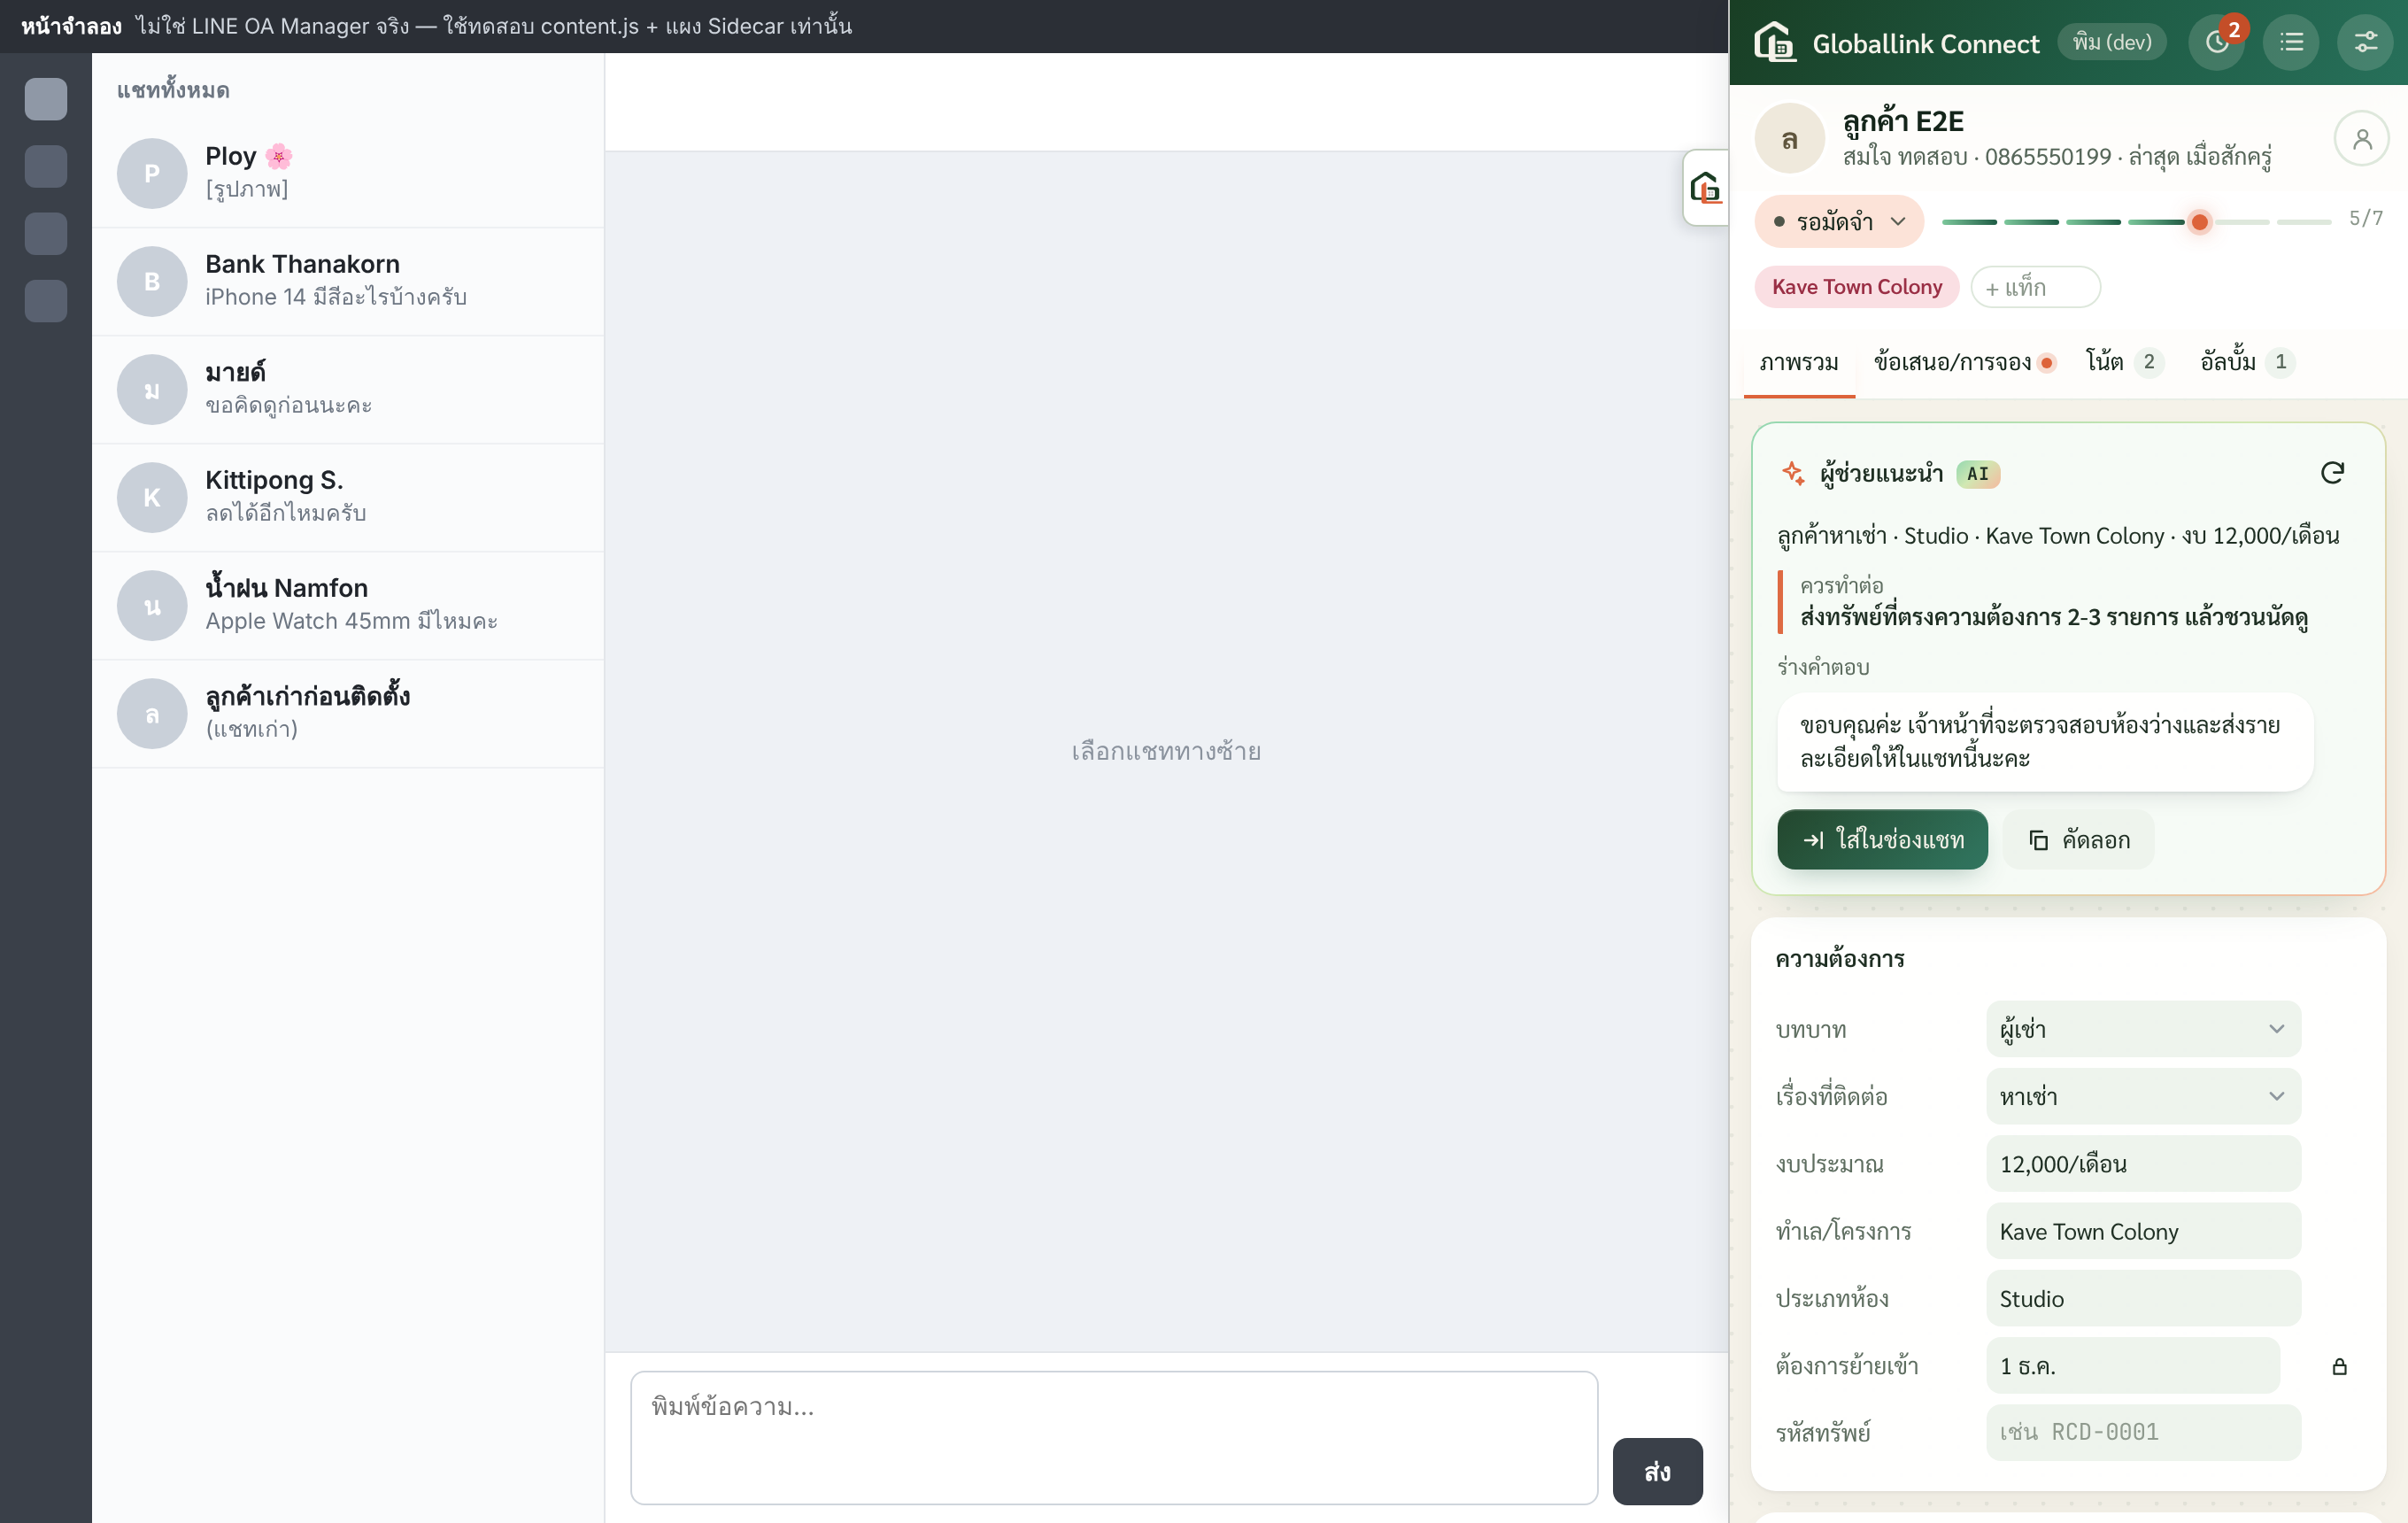 หน้าจำลอง ไม่ใช่ LINE OA Manager จริง — ใช้ทดสอบ content.js + แผง Sidecar เท่านั้น
แชททั้งหมด
P
Ploy 🌸
[รูปภาพ]
B
Bank Thanakorn
iPhone 14 มีสีอะไรบ้างครับ
ม
มายด์
ขอคิดดูก่อนนะคะ
K
Kittipong S.
ลดได้อีกไหมครับ
น
น้ำฝน Namfon
Apple Watch 45mm มีไหมคะ
ล
ลูกค้าเก่าก่อนติดตั้ง
(แชทเก่า)
เลือกแชททางซ้าย
พิมพ์ข้อความ...
ส่ง
Globallink Connect
พิม (dev)
2
ล
ลูกค้า E2E
สมใจ ทดสอบ · 0865550199 · ล่าสุด เมื่อสักครู่
รอมัดจำ
5/7
Kave Town Colony
+ แท็ก
ภาพรวม
ข้อเสนอ/การจอง
โน้ต 2
อัลบั้ม 1
ผู้ช่วยแนะนำ AI
ลูกค้าหาเช่า · Studio · Kave Town Colony · งบ 12,000/เดือน
ควรทำต่อ
ส่งทรัพย์ที่ตรงความต้องการ 2-3 รายการ แล้วชวนนัดดู
ร่างคำตอบ
ขอบคุณค่ะ เจ้าหน้าที่จะตรวจสอบห้องว่างและส่งราย
ละเอียดให้ในแชทนี้นะคะ
ใส่ในช่องแชท
คัดลอก
ความต้องการ
บทบาท ผู้เช่า
เรื่องที่ติดต่อ หาเช่า
งบประมาณ 12,000/เดือน
ทำเล/โครงการ Kave Town Colony
ประเภทห้อง Studio
ต้องการย้ายเข้า 1 ธ.ค.
รหัสทรัพย์ เช่น RCD-0001